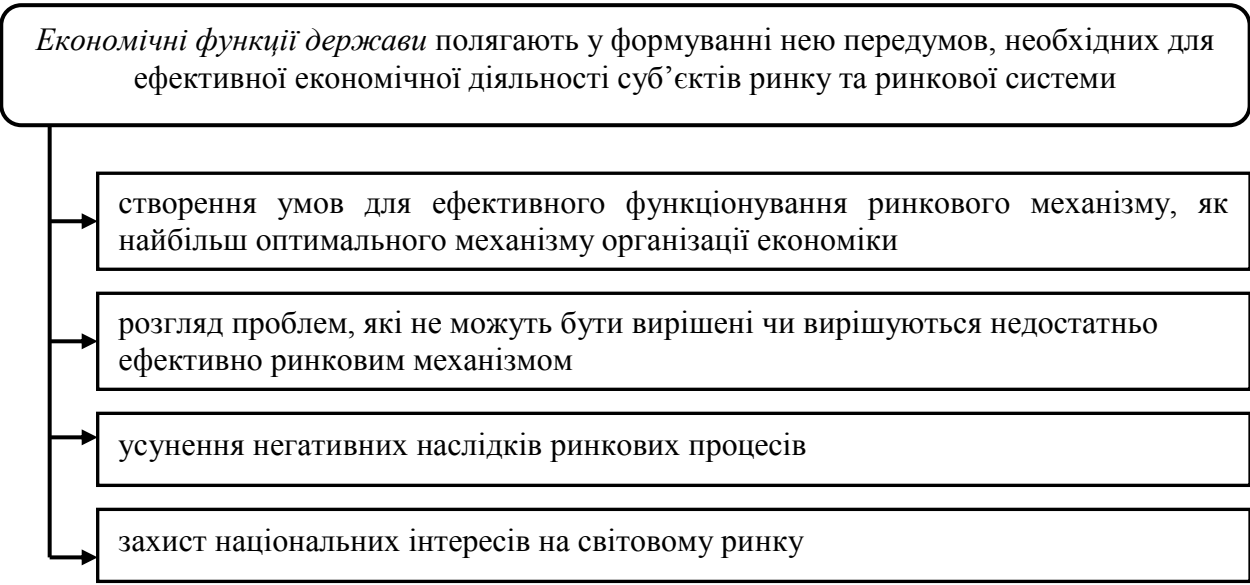 Економічні функції держави полягають у формуванні нею передумов, необхідних для
ефективної економічної діяльності суб’єктів ринку та ринкової системи
створення умов для ефективного функціонування ринкового механізму, як
найбільш оптимального механізму організації економіки
розгляд проблем, які не можуть бути вирішені чи вирішуються недостатньо
ефективно ринковим механізмом
усунення негативних наслідків ринкових процесів
захист національних інтересів на світовому ринку